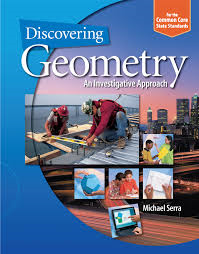 For the
Common Core
State Standards
Discovering
Geometry
An Investigative Approach
Michael Serra